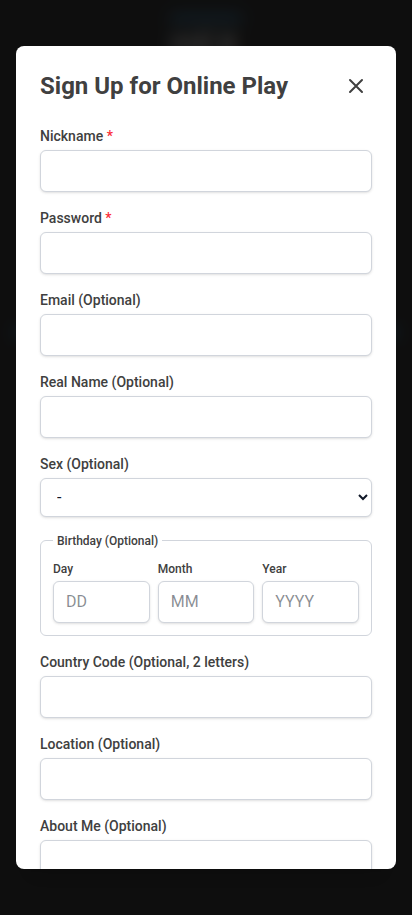 Sign Up for Online Play
Nickname *
Password *
Email (Optional)
Real Name (Optional)
Sex (Optional)
-
Birthday (Optional)
Day Month Year
DD MM YYYY
Country Code (Optional, 2 letters)
Location (Optional)
About Me (Optional)